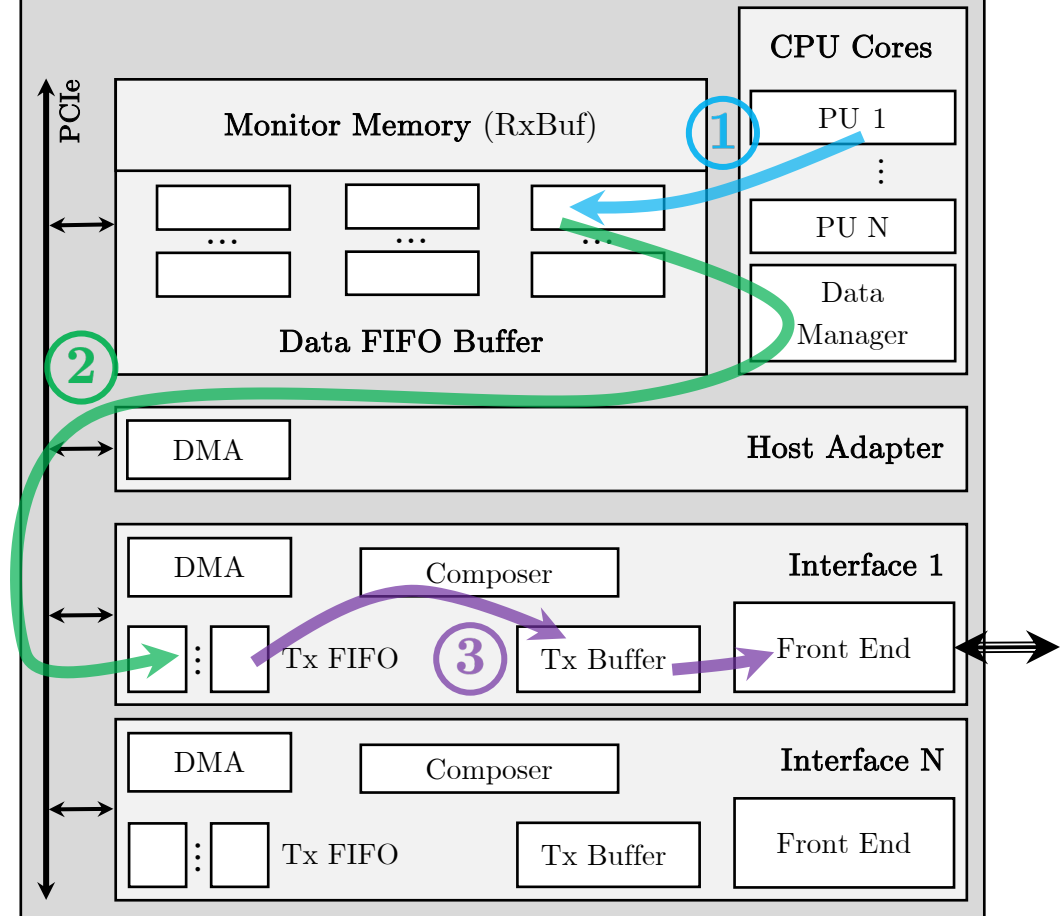 CPU Cores
PCIe
Monitor Memory (RxBuf)
1
PU 1
⋮
PU N
...
...
...
Data
Manager
Data FIFO Buffer
2
DMA
Host Adapter
DMA
Composer
Interface 1
⋮
Tx FIFO
3
Tx Buffer
Front End
DMA
Composer
Interface N
⋮
Tx FIFO
Tx Buffer
Front End